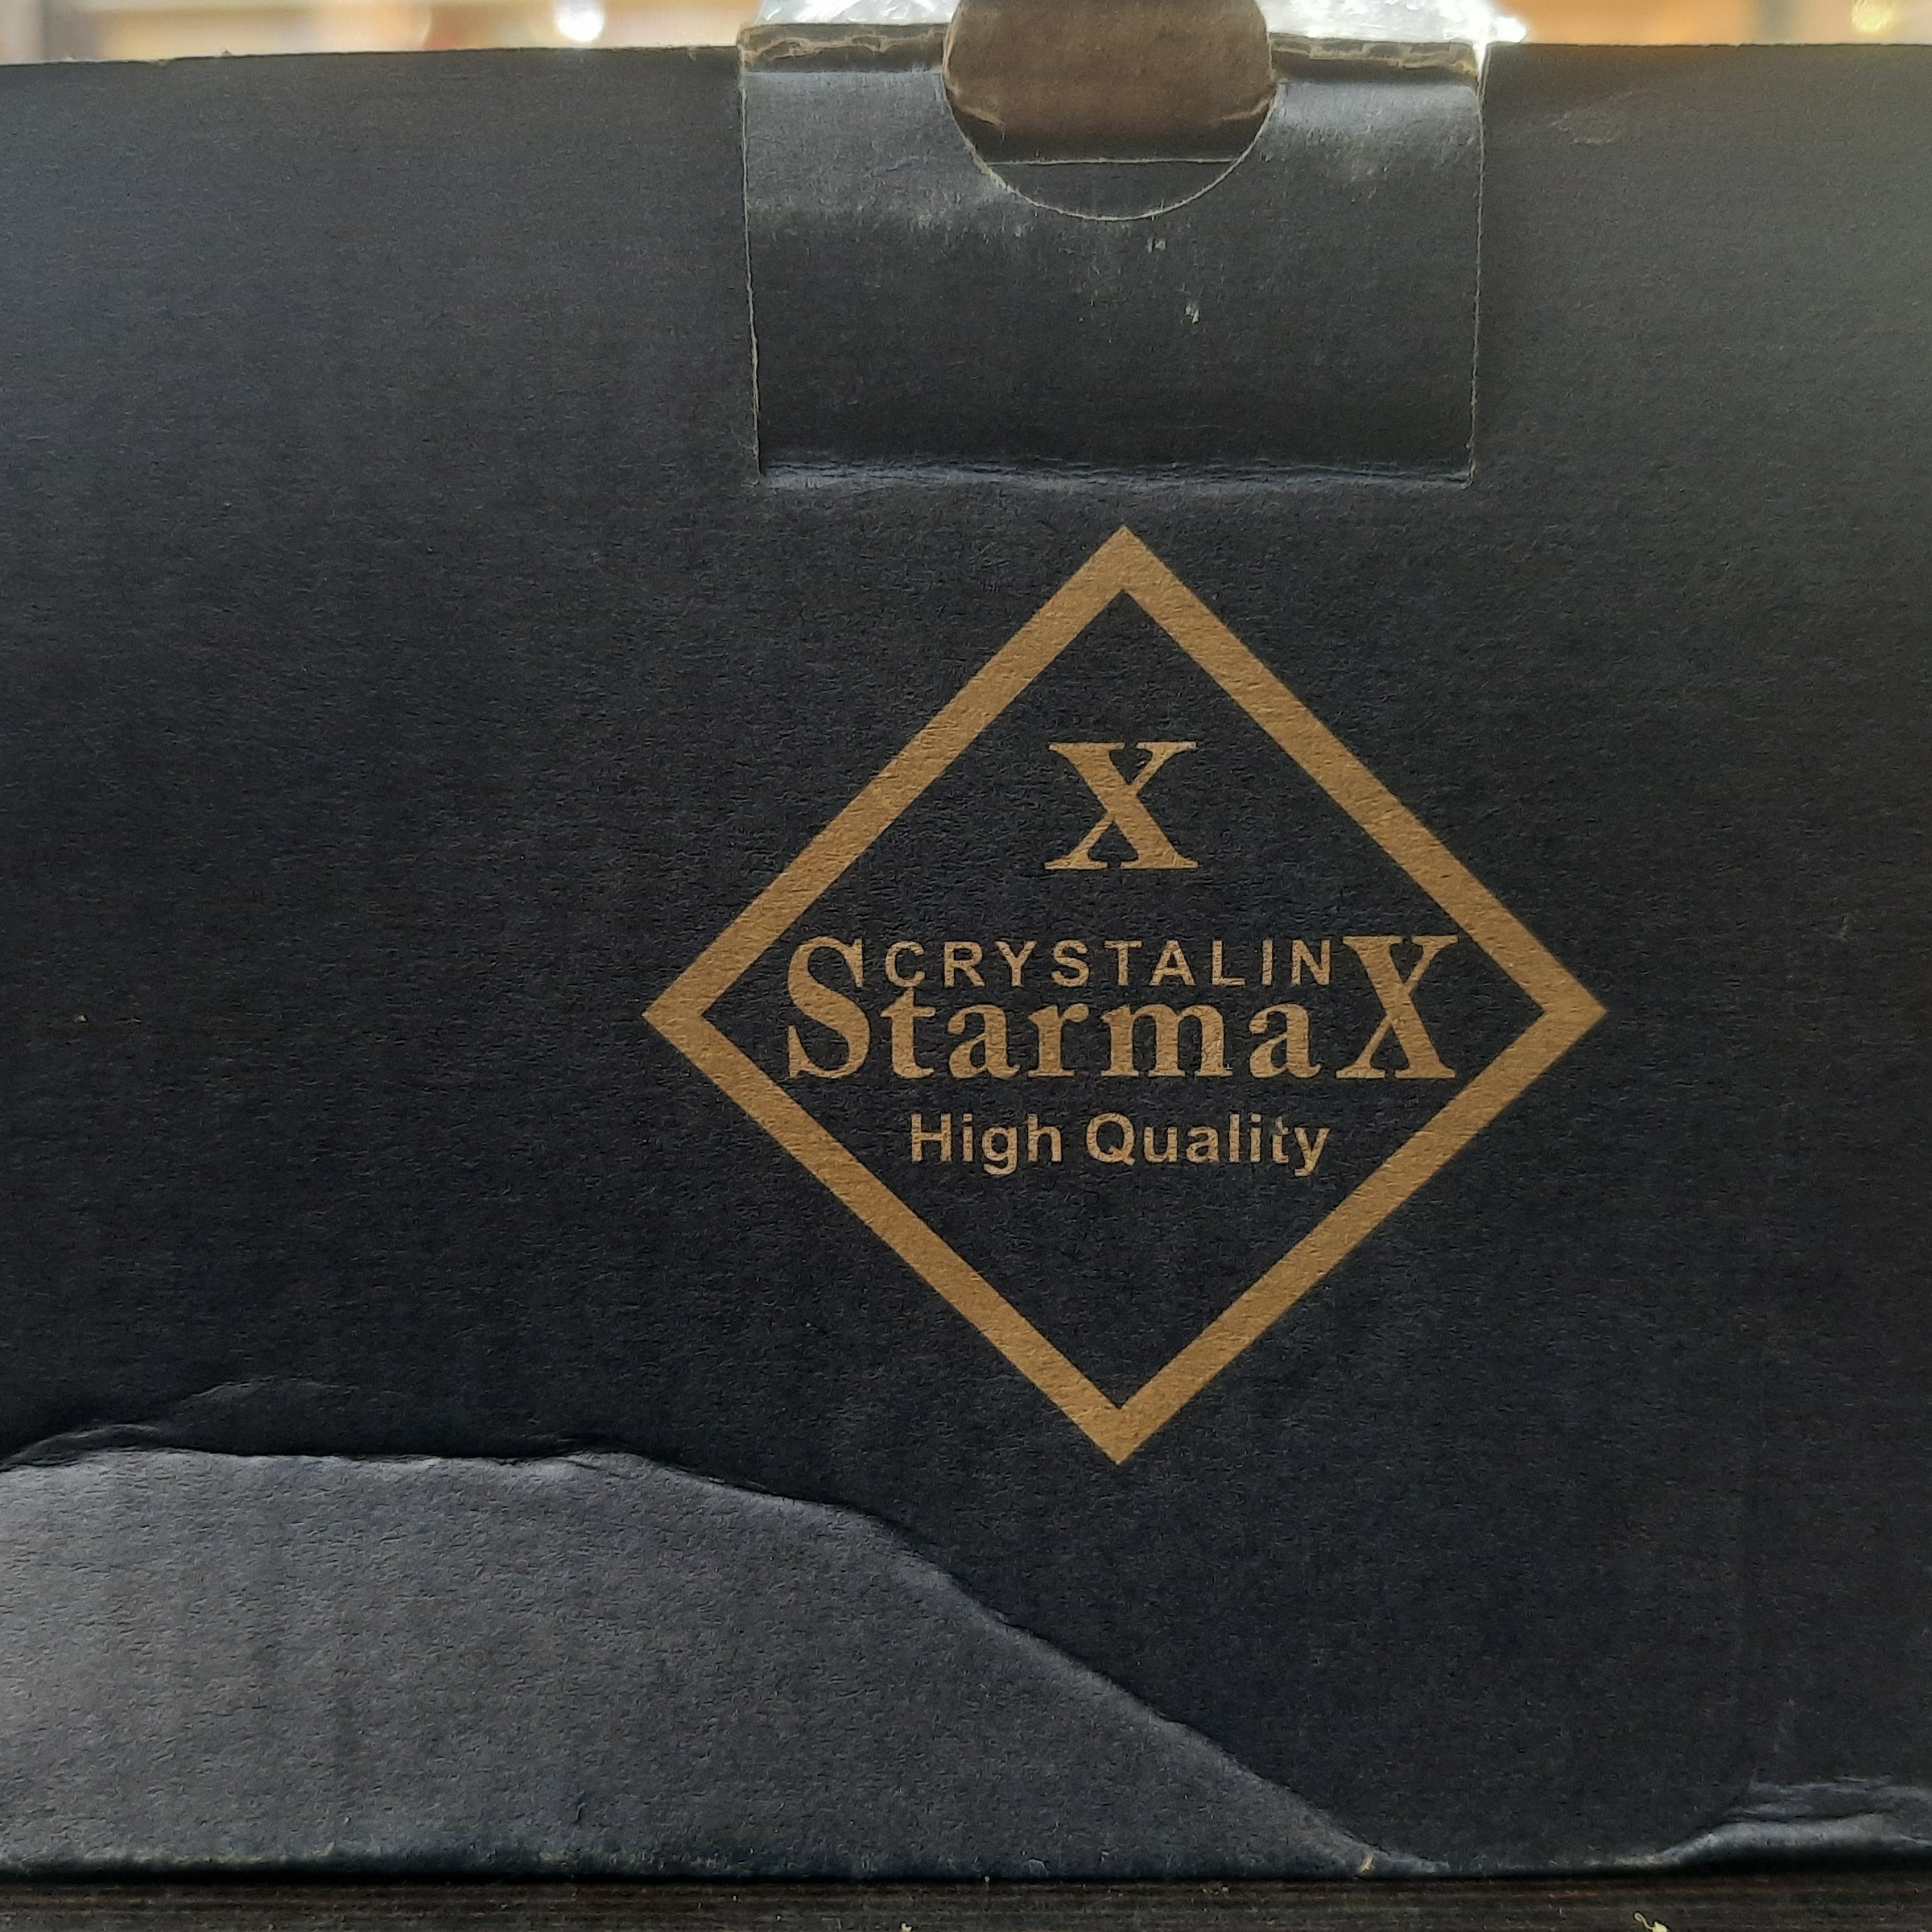 X
CRYSTALIN
StarmaX
High Quality